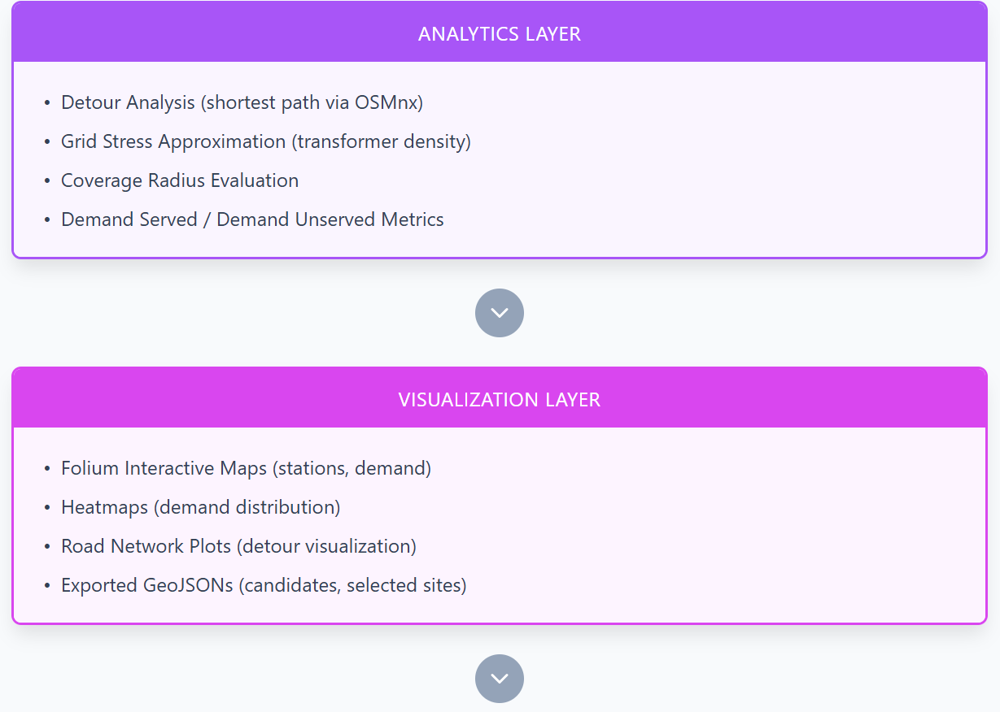 ANALYTICS LAYER
• Detour Analysis (shortest path via OSMnx)
• Grid Stress Approximation (transformer density)
• Coverage Radius Evaluation
• Demand Served / Demand Unserved Metrics
VISUALIZATION LAYER
• Folium Interactive Maps (stations, demand)
• Heatmaps (demand distribution)
• Road Network Plots (detour visualization)
• Exported GeoJSONs (candidates, selected sites)